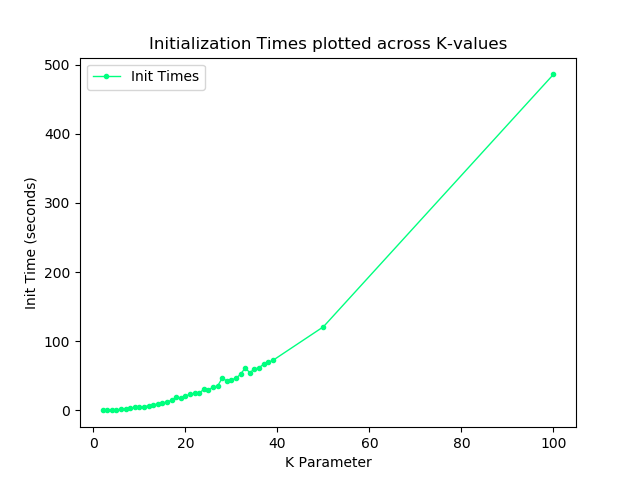 Initialization Times plotted across K-values
Init Times
Init Time (seconds)
500
400
300
200
100
0
0 20 40 60 80 100
K Parameter